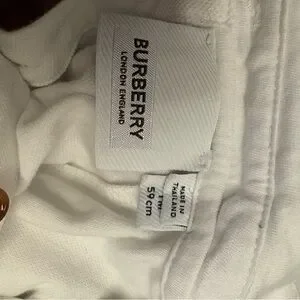 BURBERRY
LONDON ENGLAND
MADE IN
THAILAND
59 cm